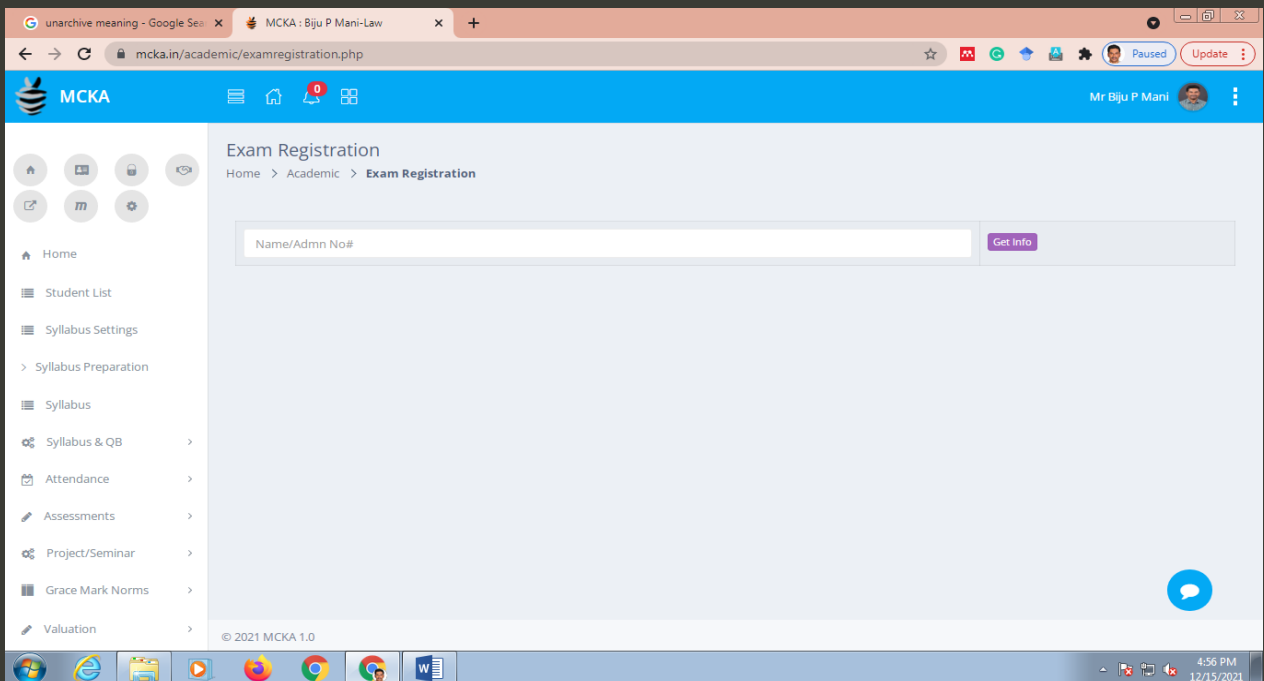 unarchive meaning - Google Sea
MCKA : Biju P Mani-Law
mcka.in/academic/examregistration.php
Paused
Update
MCKA
0
Mr Biju P Mani
Exam Registration
Home > Academic > Exam Registration
Name/Admn No#
Get Info
m
Home
Student List
Syllabus Settings
> Syllabus Preparation
Syllabus
Syllabus & QB >
Attendance >
Assessments >
Project/Seminar >
Grace Mark Norms >
Valuation >
© 2021 MCKA 1.0
4:56 PM
12/15/2021